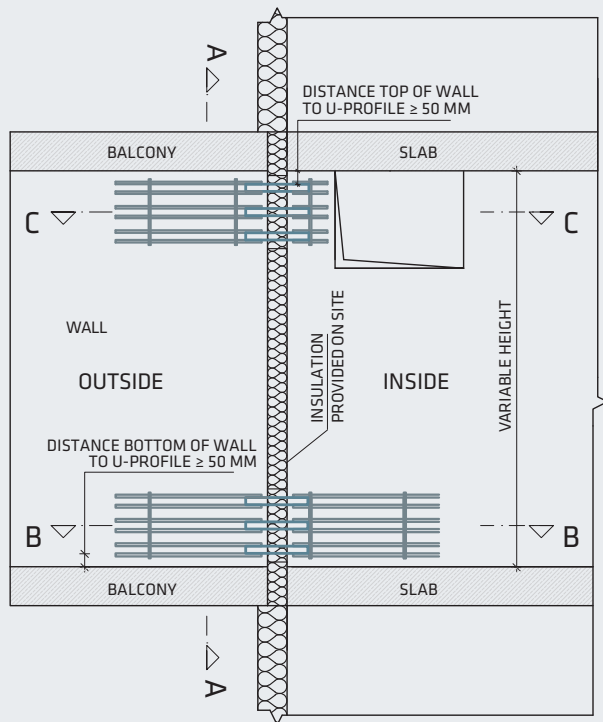 A
DISTANCE TOP OF WALL
TO U-PROFILE ≥ 50 MM
BALCONY
SLAB
C
C
WALL
OUTSIDE
INSULATION
PROVIDED ON SITE
INSIDE
VARIABLE HEIGHT
DISTANCE BOTTOM OF WALL
TO U-PROFILE ≥ 50 MM
B
B
BALCONY
SLAB
A